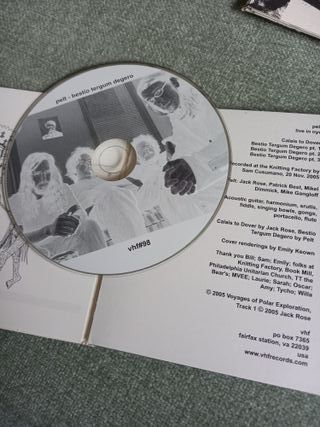 pelt - bestio tergum degero
vhf#98
pelt
live in nyc
Calais to Dover
Bestio Tergum Degero pt.
Bestio Tergum Degero pt.
Bestio Tergum Degero pt.
recorded at the Knitting Factory by
Sam Cusumano, 20 Nov. 2005
Pelt: Jack Rose, Patrick Best, Mikel
Dimmick, Mike Gangloff
Acoustic guitar, harmonium, srutis,
fiddle, singing bowls, gongs,
portacello, flute
Calais to Dover by Jack Rose, Bestio
Tergum Degero by Pelt
Cover renderings by Emily Keown
Thank you Bill; Sam; Emily; folks at
Knitting Factory, Book Mill,
Philadelphia Unitarian Church, TT the
Bear's; MVEE; Laurie; Sarah; Oscar;
Amy; Tycho; Willa
© 2005 Voyages of Polar Exploration,
Track 1 © 2005 Jack Rose
vhf
po box 7365
fairfax station, va 22039
usa
www.vhfrecords.com